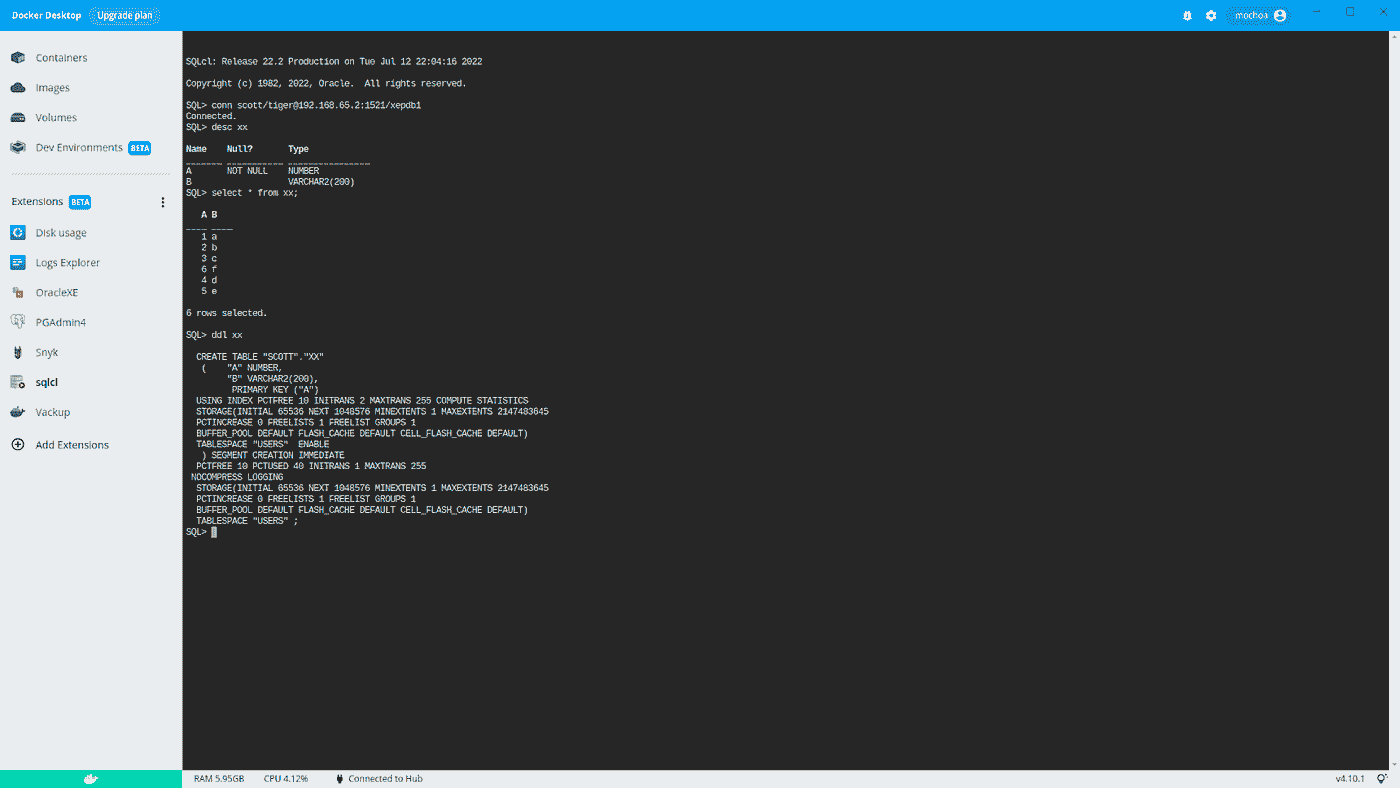 Docker Desktop Upgrade plan mochoa
Containers
Images
Volumes
Dev Environments BETA
Extensions BETA
Disk usage
Logs Explorer
OracleXE
PGAdmin4
Snyk
sqlcl
Vackup
Add Extensions
SQLcl: Release 22.2 Production on Tue Jul 12 22:04:16 2022
Copyright (c) 1982, 2022, Oracle.  All rights reserved.
SQL> conn scott/tiger@192.168.65.2:1521/xepdb1
Connected.
SQL> desc xx
Name    Null?       Type
_______ ___________ ________________
A       NOT NULL    NUMBER
B                   VARCHAR2(200)
SQL> select * from xx;
   A B
____ ____
   1 a
   2 b
   3 c
   6 f
   4 d
   5 e
6 rows selected.
SQL> ddl xx
  CREATE TABLE "SCOTT"."XX"
   (    "A" NUMBER,
        "B" VARCHAR2(200),
         PRIMARY KEY ("A")
  USING INDEX PCTFREE 10 INITRANS 2 MAXTRANS 255 COMPUTE STATISTICS
  STORAGE(INITIAL 65536 NEXT 1048576 MINEXTENTS 1 MAXEXTENTS 2147483645
  PCTINCREASE 0 FREELISTS 1 FREELIST GROUPS 1
  BUFFER_POOL DEFAULT FLASH_CACHE DEFAULT CELL_FLASH_CACHE DEFAULT)
  TABLESPACE "USERS"  ENABLE
   ) SEGMENT CREATION IMMEDIATE
  PCTFREE 10 PCTUSED 40 INITRANS 1 MAXTRANS 255
 NOCOMPRESS LOGGING
  STORAGE(INITIAL 65536 NEXT 1048576 MINEXTENTS 1 MAXEXTENTS 2147483645
  PCTINCREASE 0 FREELISTS 1 FREELIST GROUPS 1
  BUFFER_POOL DEFAULT FLASH_CACHE DEFAULT CELL_FLASH_CACHE DEFAULT)
  TABLESPACE "USERS" ;
SQL>
RAM 5.95GB CPU 4.12% Connected to Hub v4.10.1